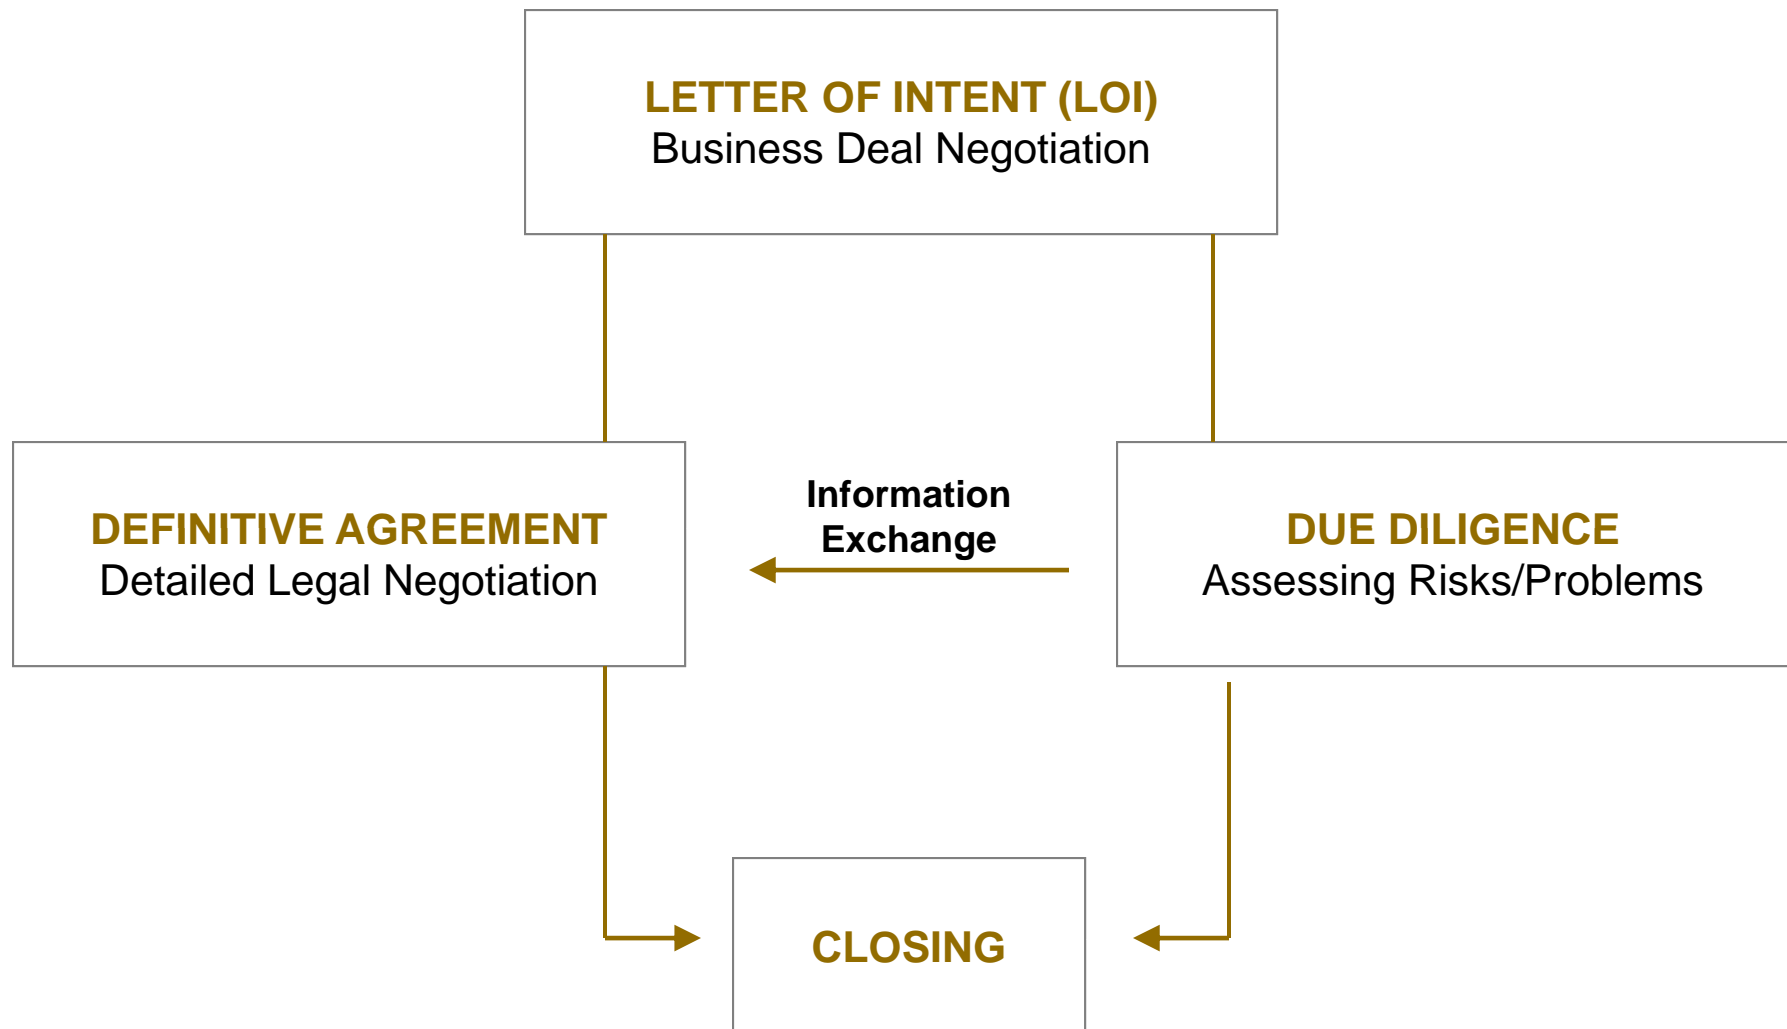 LETTER OF INTENT (LOI)
Business Deal Negotiation
DEFINITIVE AGREEMENT
Detailed Legal Negotiation
Information
Exchange
DUE DILIGENCE
Assessing Risks/Problems
CLOSING